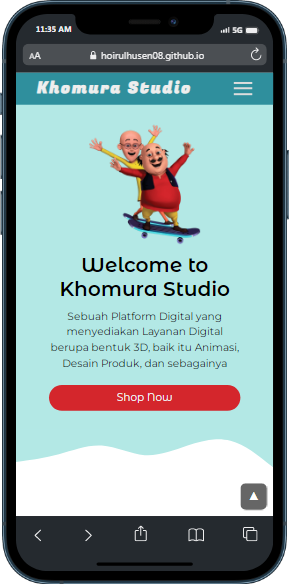 11:35 AM
5G
AA
hoirulhusen08.github.io
Khomura Studio
Welcome to
Khomura Studio
Sebuah Platform Digital yang
menyediakan Layanan Digital
berupa bentuk 3D, baik itu Animasi,
Desain Produk, dan sebagainya
Shop Now